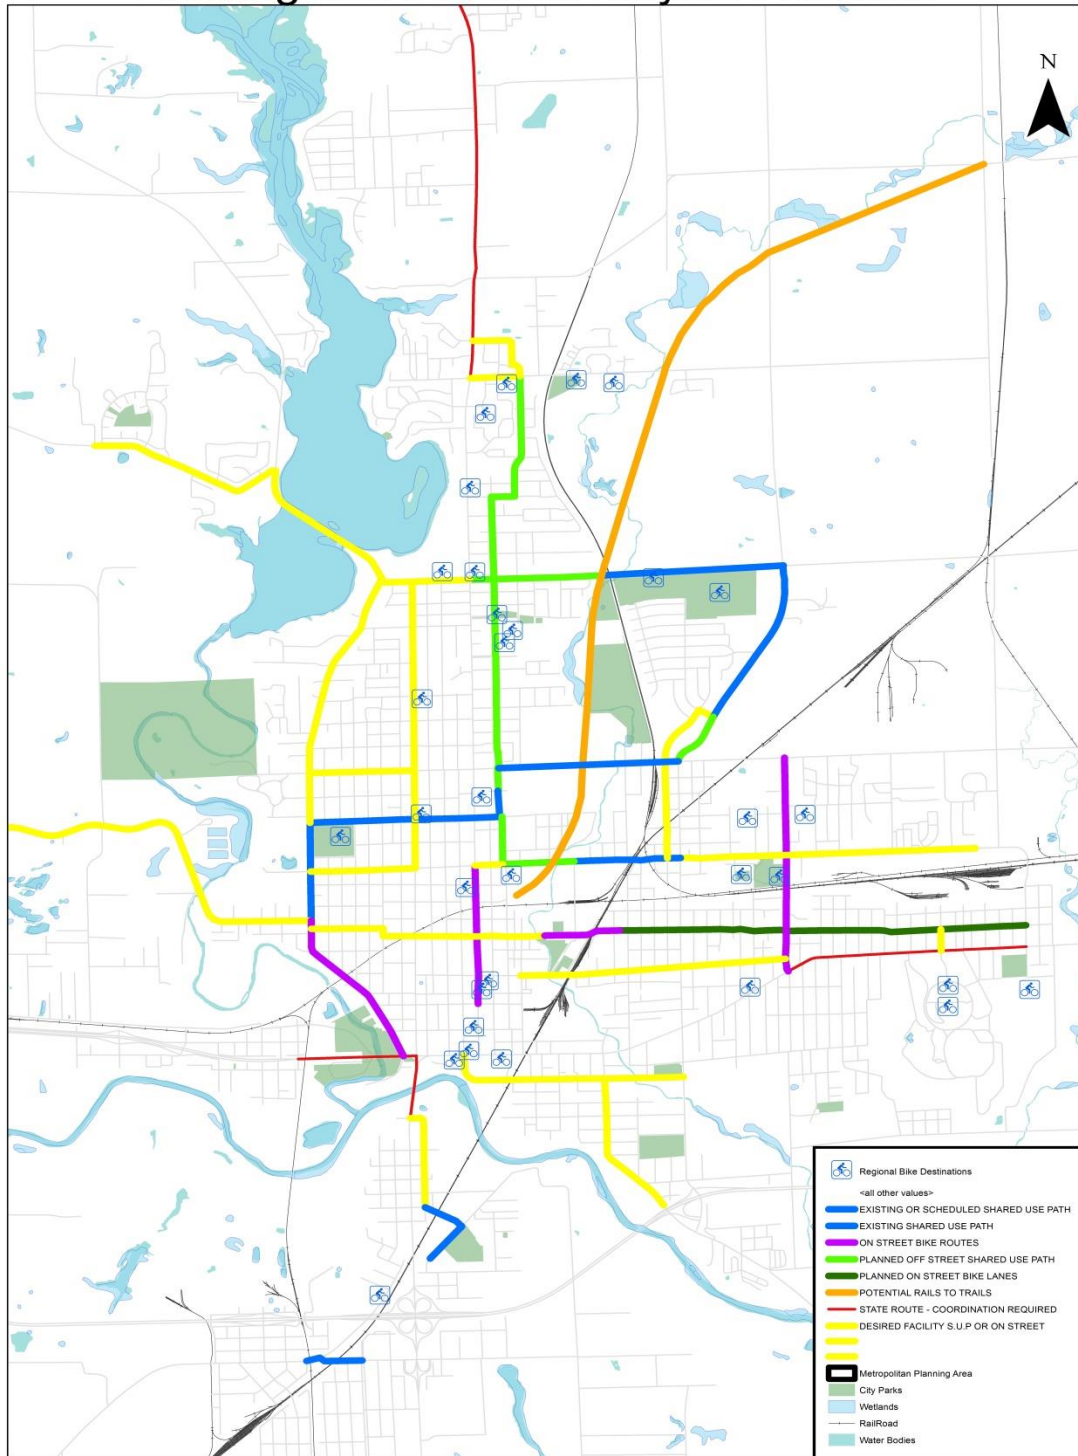 N
Regional Bike Destinations
<all other values>
EXISTING OR SCHEDULED SHARED USE PATH
EXISTING SHARED USE PATH
ON STREET BIKE ROUTES
PLANNED OFF STREET SHARED USE PATH
PLANNED ON STREET BIKE LANES
POTENTIAL RAILS TO TRAILS
STATE ROUTE - COORDINATION REQUIRED
DESIRED FACILITY S.U.P OR ON STREET
Metropolitan Planning Area
City Parks
Wetlands
RailRoad
Water Bodies